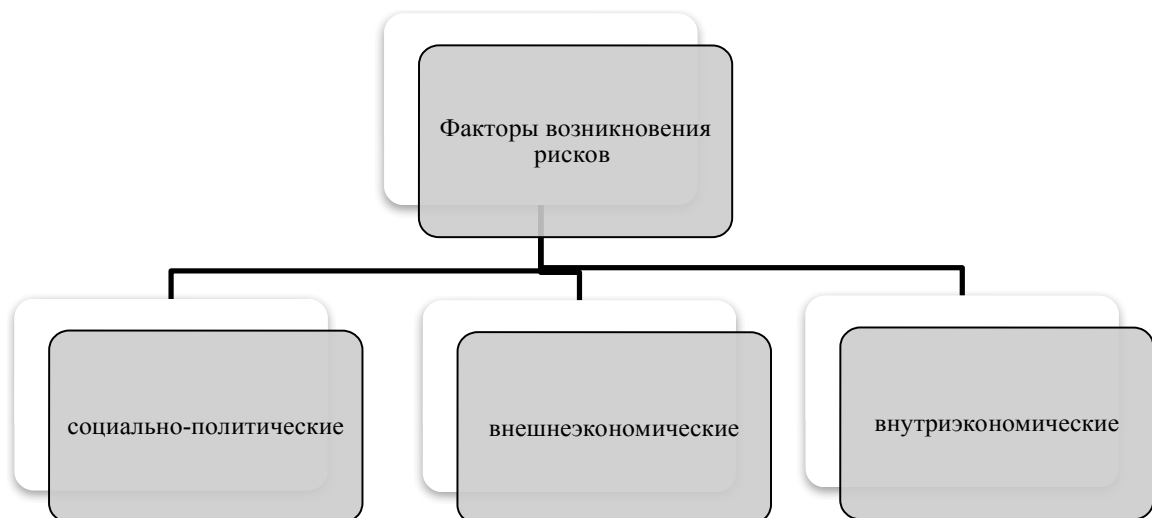 Факторы возникновения
рисков
социально-политические
внешнеэкономические
внутриэкономические